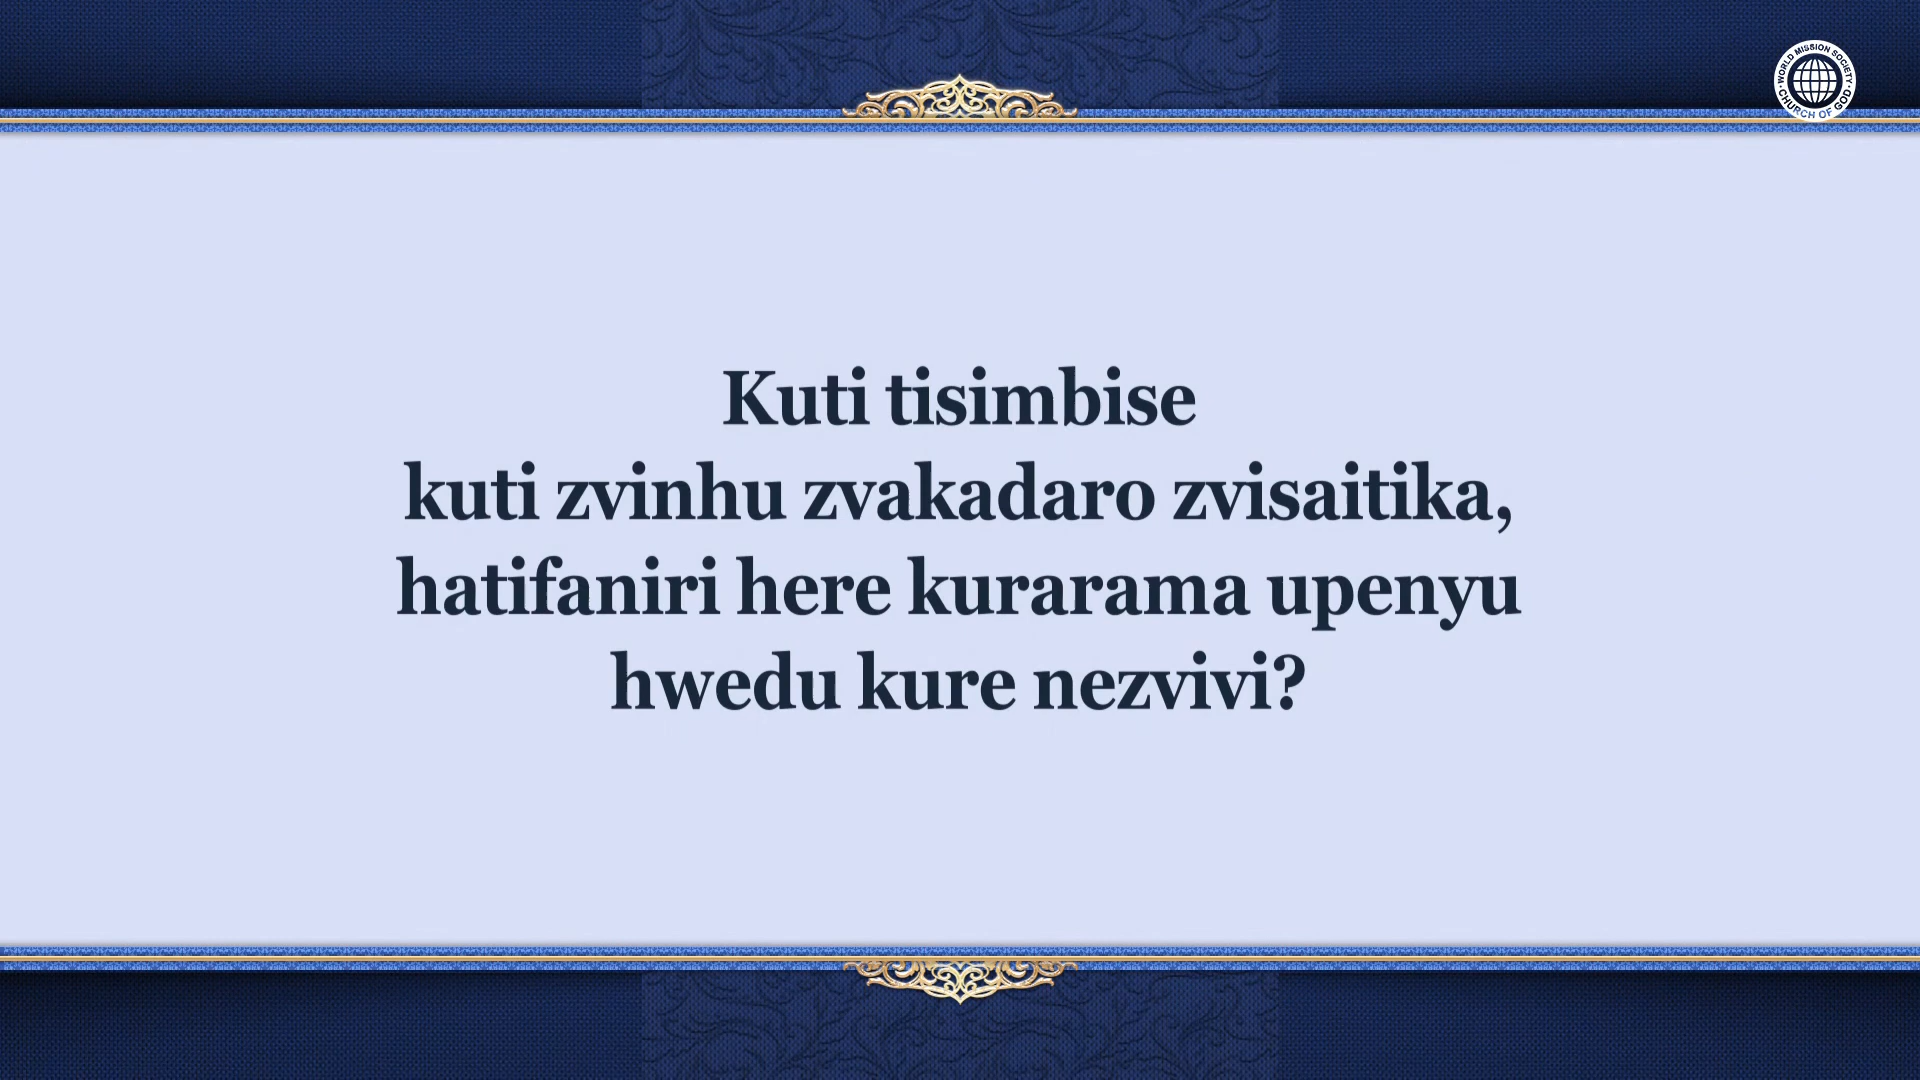 WORLD MISSION SOCIETY
CHURCH OF GOD
Kuti tisimbise
kuti zvinhu zvakadaro zvisaitika,
hatifaniri here kurarama upenyu
hwedu kure nezvivi?